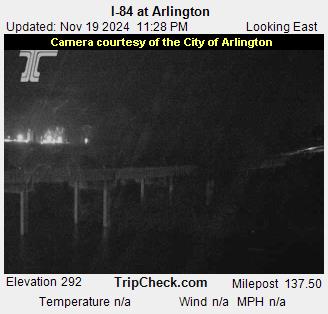 I-84 at Arlington
Updated: Nov 19 2024 11:28 PM Looking East
Camera courtesy of the City of Arlington
Elevation 292 TripCheck.com Milepost 137.50
Temperature n/a Wind n/a MPH n/a